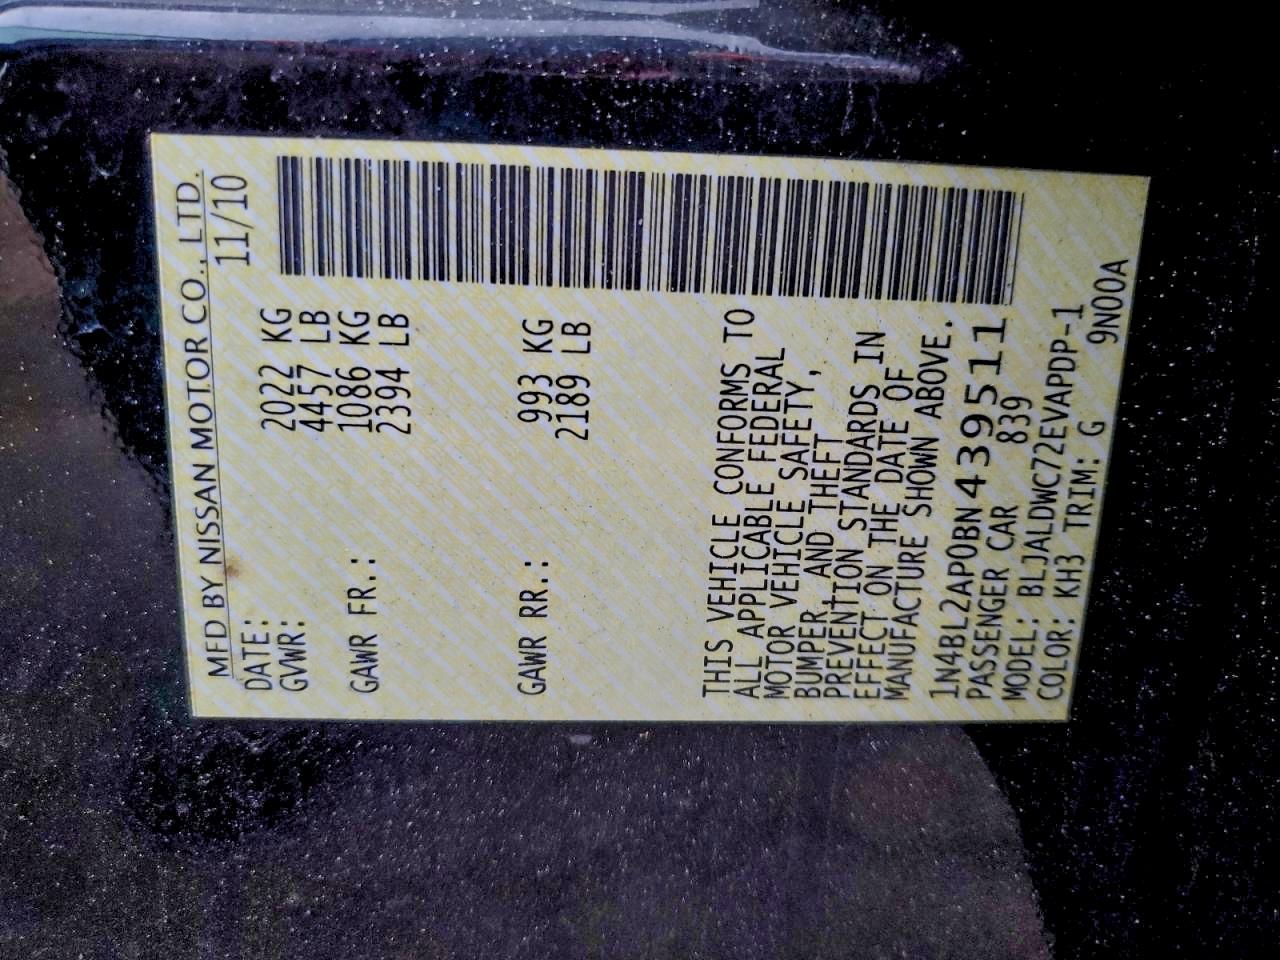 MFD BY NISSAN MOTOR CO., LTD.
DATE: 11/10
GVWR: 2022 KG
4457 LB
GAWR FR.: 1086 KG
2394 LB
GAWR RR.: 993 KG
2189 LB
THIS VEHICLE CONFORMS TO
ALL APPLICABLE FEDERAL
MOTOR VEHICLE SAFETY,
BUMPER AND THEFT
PREVENTION STANDARDS IN
EFFECT ON THE DATE OF
MANUFACTURE SHOWN ABOVE.
1N4BL2AP0BN439511
PASSENGER CAR 839
MODEL: BLJALDWC72EVAPDP-1
COLOR: KH3 TRIM: G 9N00A